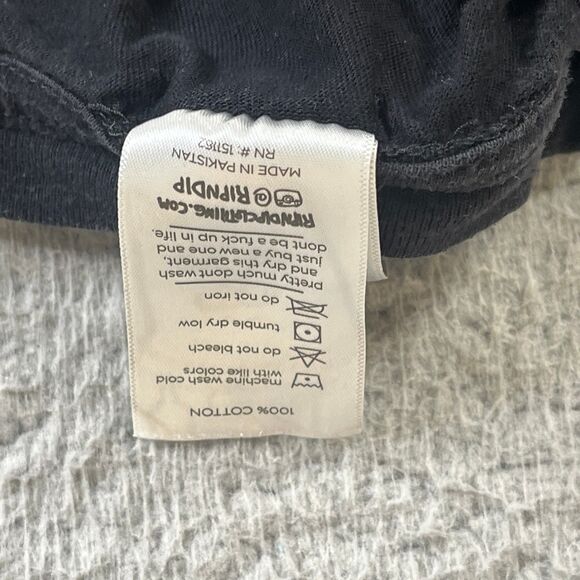 100% COTTON
machine wash cold
with like colors
do not bleach
tumble dry low
do not iron
pretty much dont wash
and dry this garment,
just buy a new one and
dont be a fuck up in life.
RIPNDIPCLOTHING.COM
@RIPNDIP
MADE IN PAKISTAN
RN #: 151162